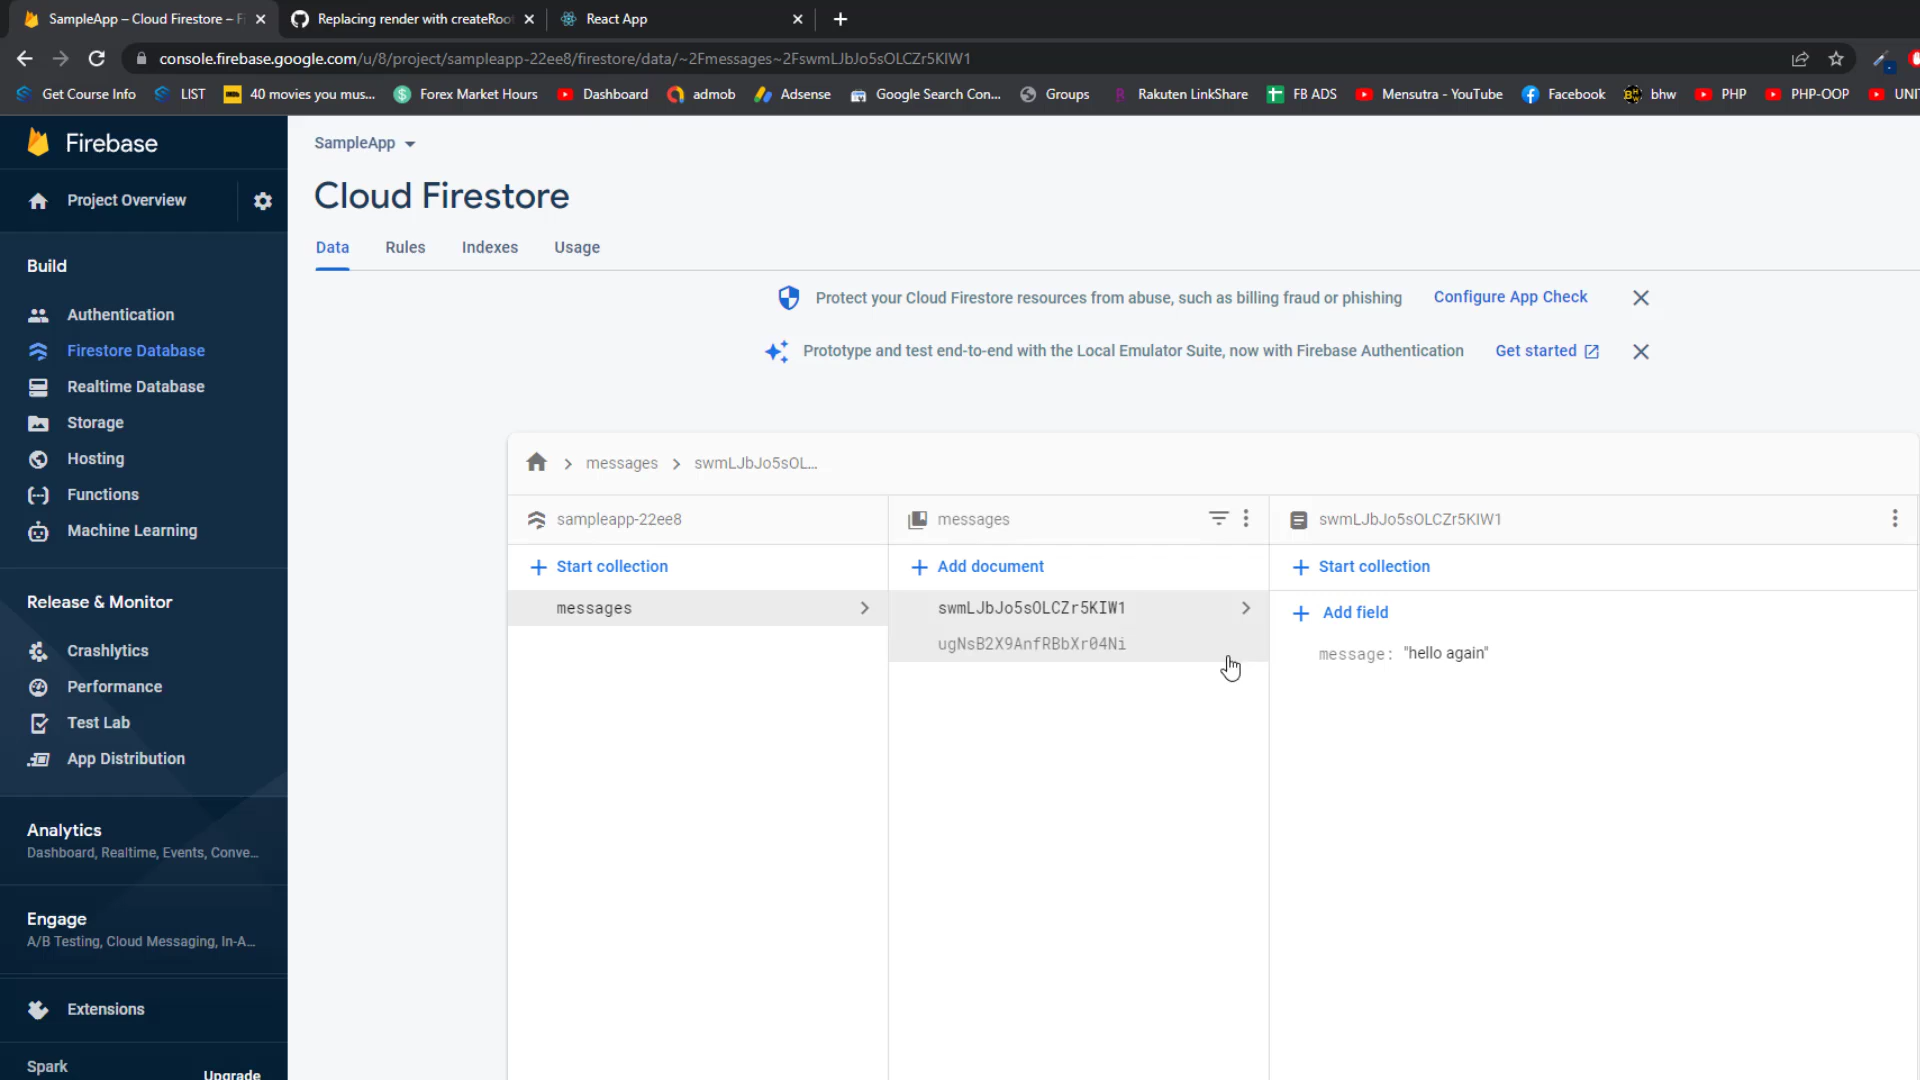 SampleApp – Cloud Firestore – F
Replacing render with createRoot
React App
console.firebase.google.com/u/8/project/sampleapp-22ee8/firestore/data/~2Fmessages~2FswmLJbJo5sOLCZr5KIW1
Get Course Info
LIST
40 movies you mus...
Forex Market Hours
Dashboard
admob
Adsense
Google Search Con...
Groups
Rakuten LinkShare
FB ADS
Mensutra - YouTube
Facebook
bhw
PHP
PHP-OOP
UNIT
Firebase
Project Overview
Build
Authentication
Firestore Database
Realtime Database
Storage
Hosting
Functions
Machine Learning
Release & Monitor
Crashlytics
Performance
Test Lab
App Distribution
Analytics
Dashboard, Realtime, Events, Conve...
Engage
A/B Testing, Cloud Messaging, In-A...
Extensions
Spark
Upgrade
SampleApp
Cloud Firestore
Data
Rules
Indexes
Usage
Protect your Cloud Firestore resources from abuse, such as billing fraud or phishing
Configure App Check
Prototype and test end-to-end with the Local Emulator Suite, now with Firebase Authentication
Get started
messages
swmLJbJo5sOL...
sampleapp-22ee8
Start collection
messages
messages
Add document
swmLJbJo5sOLCZr5KIW1
ugNsB2X9AnfRBbXr04Ni
swmLJbJo5sOLCZr5KIW1
Start collection
Add field
message: "hello again"